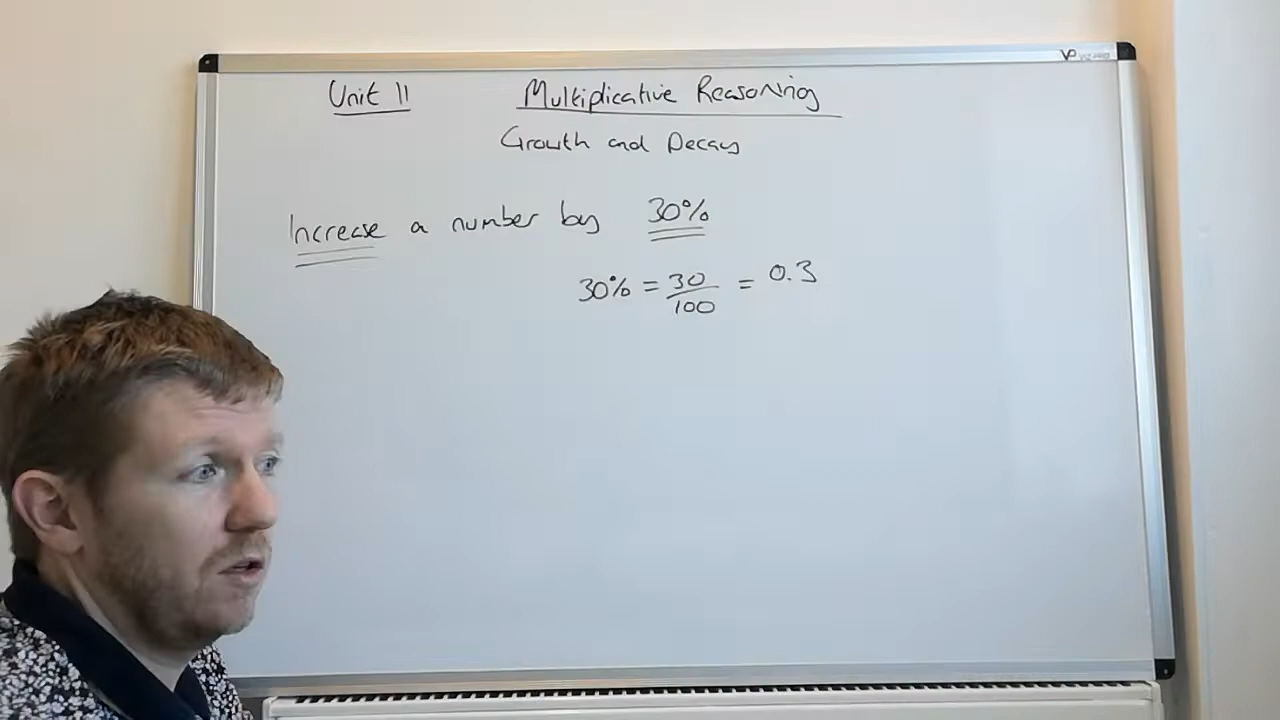 Unit 11
Multiplicative Reasoning
Growth and Decay
Increase a number by 30%
30% = 30/100 = 0.3